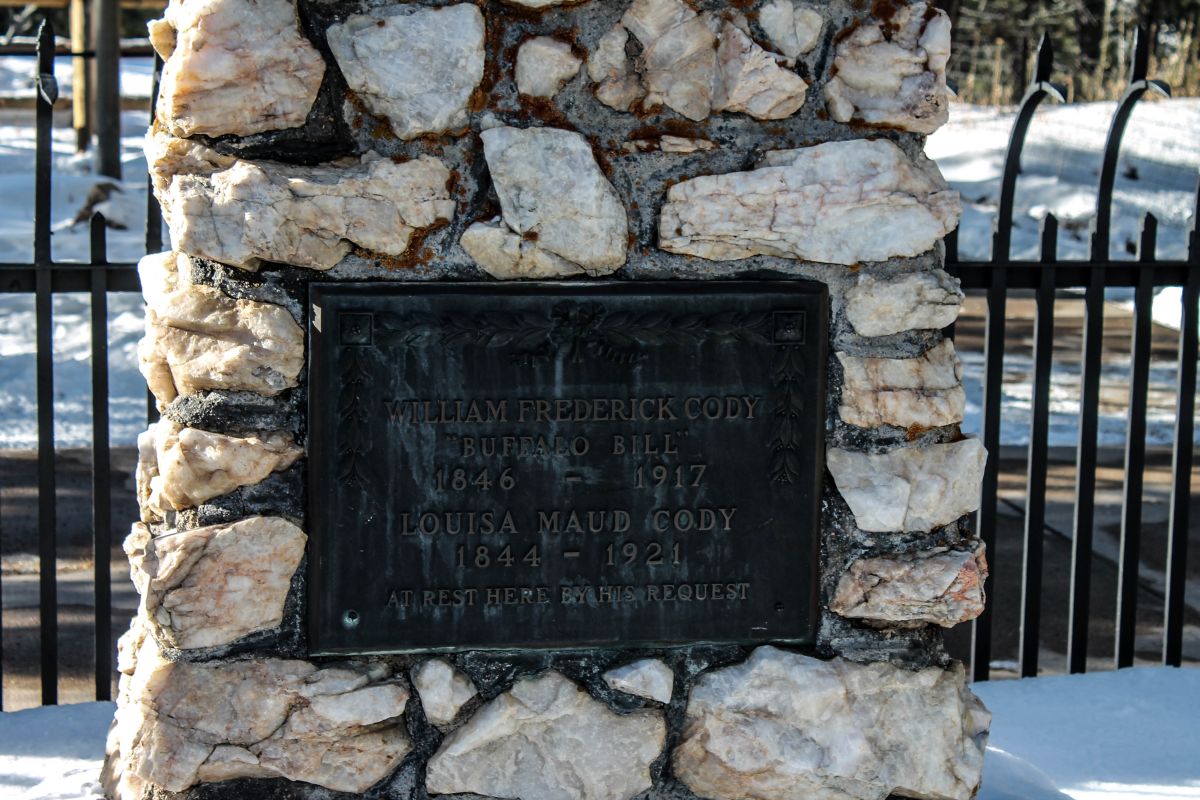 WILLIAM FREDERICK CODY
"BUFFALO BILL"
1846 – 1917
LOUISA MAUD CODY
1844 – 1921
AT REST HERE BY HIS REQUEST